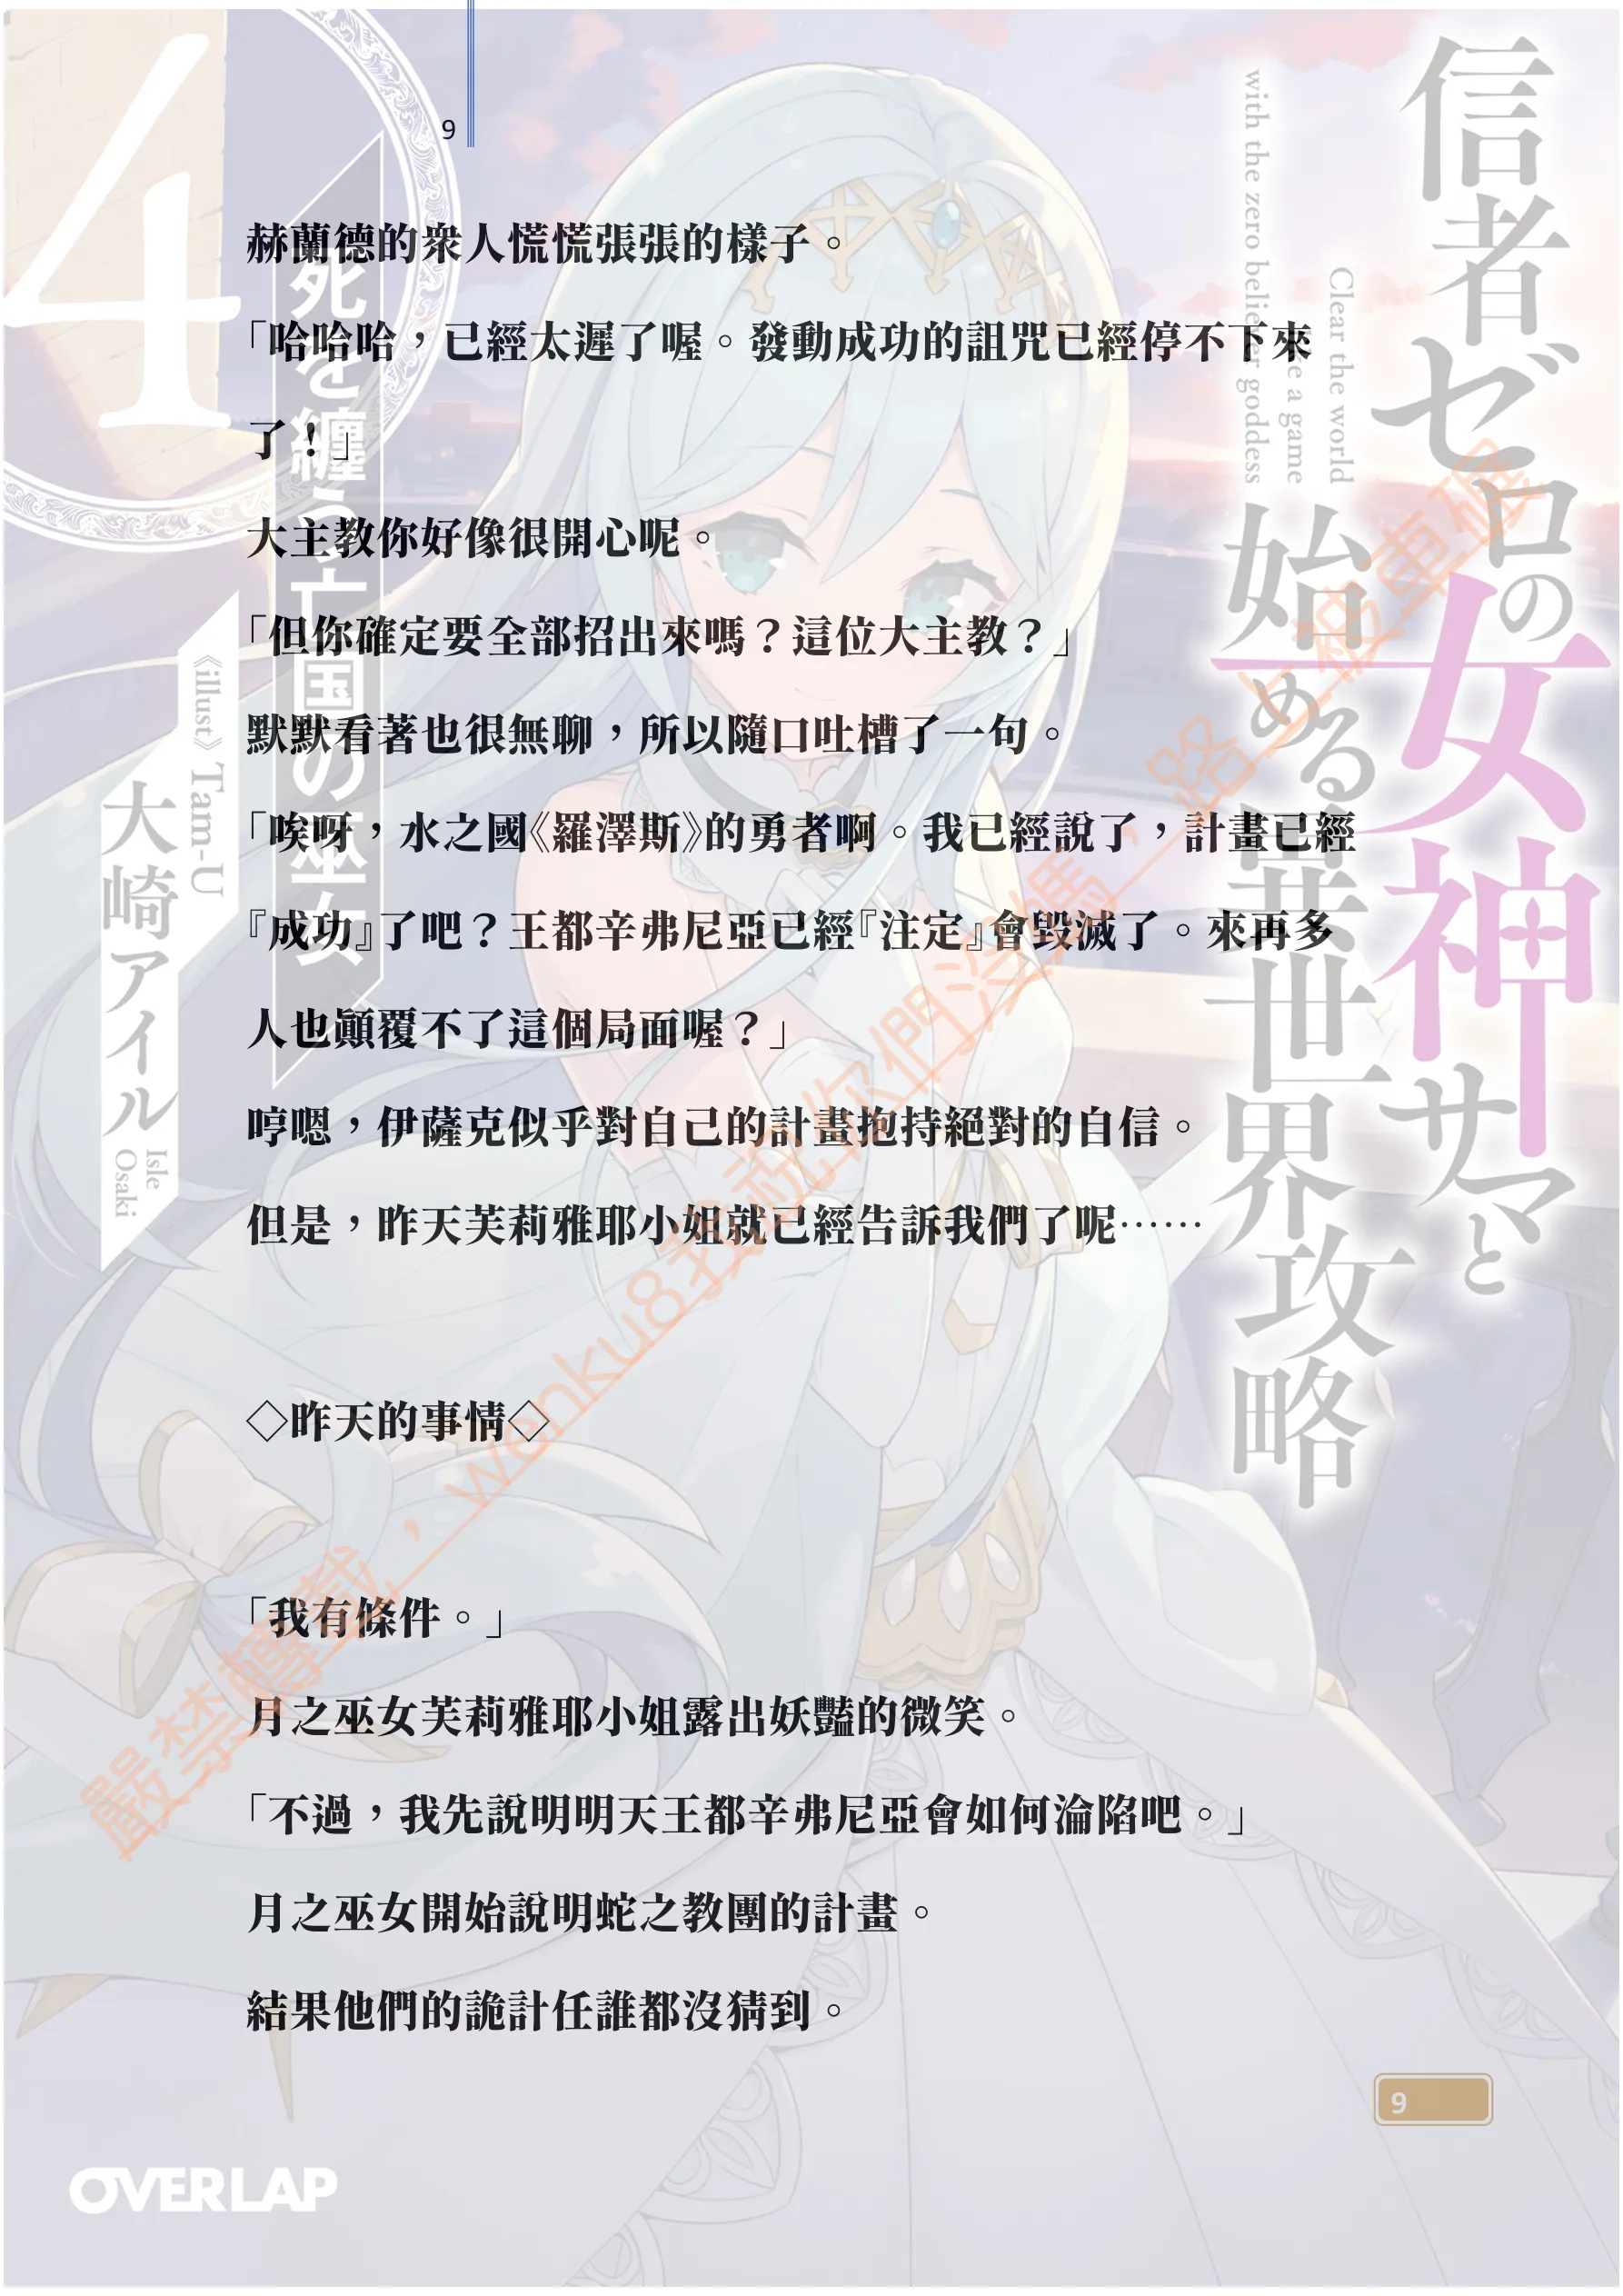 9
赫蘭德的眾人慌慌張張的樣子。
「哈哈哈，已經太遲了喔。發動成功的詛咒已經停不下來
了！」
大主教你好像很開心呢。
「但你確定要全部招出來嗎？這位大主教？」
默默看著也很無聊，所以隨口吐槽了一句。
「唉呀，水之國《羅澤斯》的勇者啊。我已經說了，計畫已經
『成功』了吧？王都辛弗尼亞已經『注定』會毀滅了。來再多
人也顚覆不了這個局面喔？」
哼嗯，伊薩克似乎對自己的計畫抱持絕對的自信。
但是，昨天芙莉雅耶小姐就已經告訴我們了呢……
◇昨天的事情◇
「我有條件。」
月之巫女芙莉雅耶小姐露出妖豔的微笑。
「不過，我先說明明天王都辛弗尼亞會如何淪陷吧。」
月之巫女開始說明蛇之教團的計畫。
結果他們的詭計任誰都沒猜到。
9
信者ゼロの女神サマと
始める異世界攻略
Clear the world
a game
with the zero believer goddess
4
死を纏う亡国の巫女
《illust》Tam-U
大崎アイル
Isle
Osaki
OVERLAP